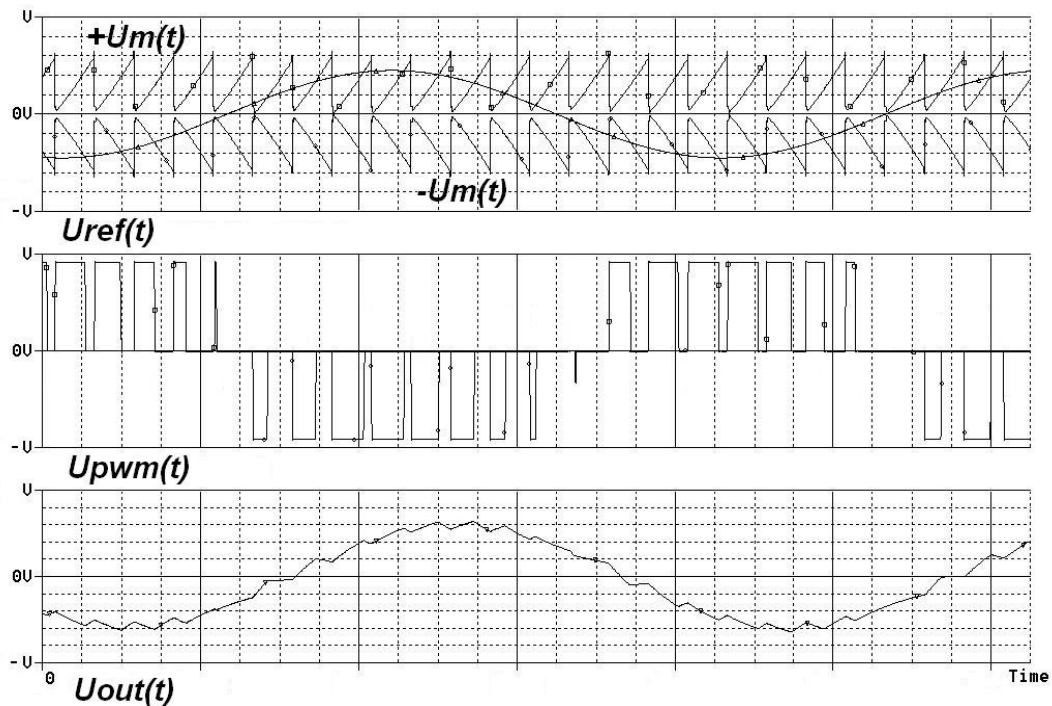 V
+Um(t)
0V
-Um(t)
-V
Uref(t)
V
0V
-V
Upwm(t)
V
0V
-V
0
Time
Uout(t)